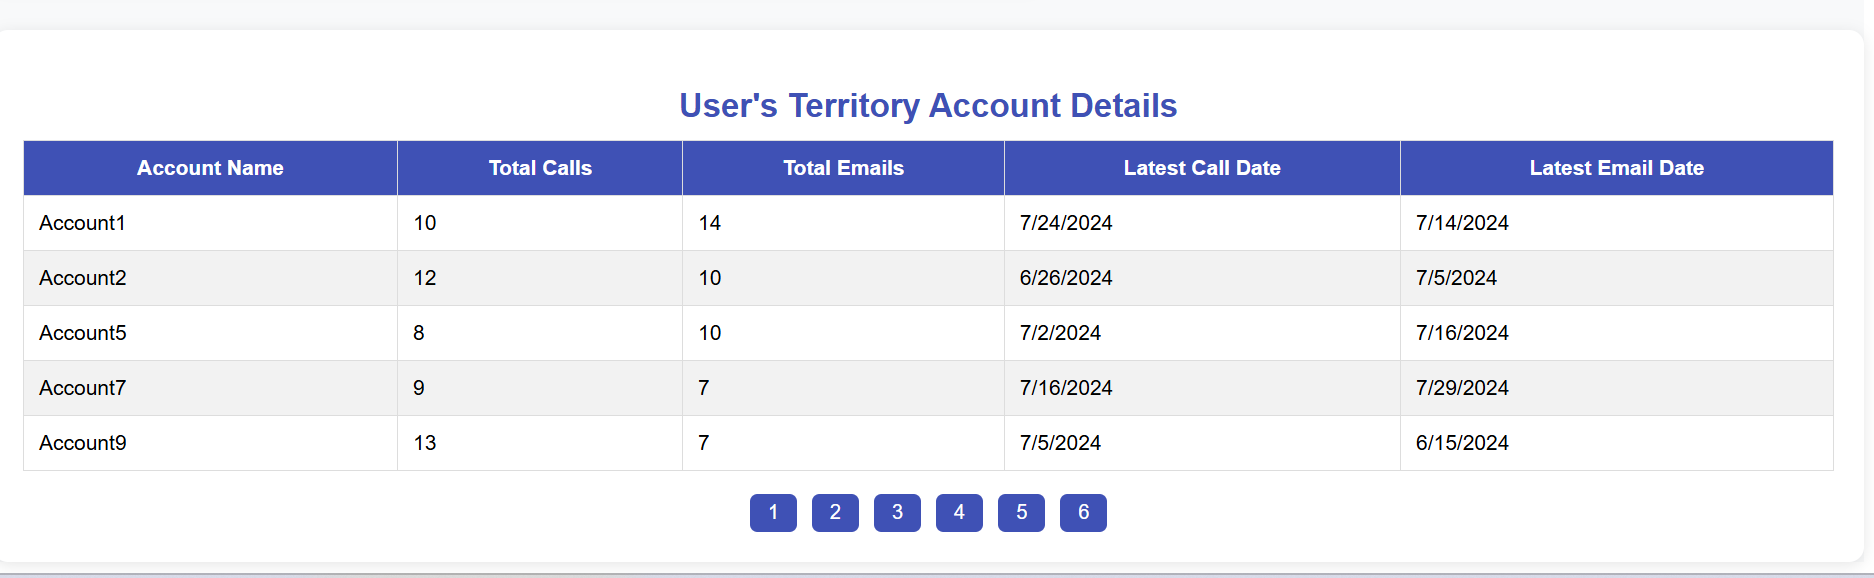 User's Territory Account Details
Account Name Total Calls Total Emails Latest Call Date Latest Email Date
Account1 10 14 7/24/2024 7/14/2024
Account2 12 10 6/26/2024 7/5/2024
Account5 8 10 7/2/2024 7/16/2024
Account7 9 7 7/16/2024 7/29/2024
Account9 13 7 7/5/2024 6/15/2024
1 2 3 4 5 6